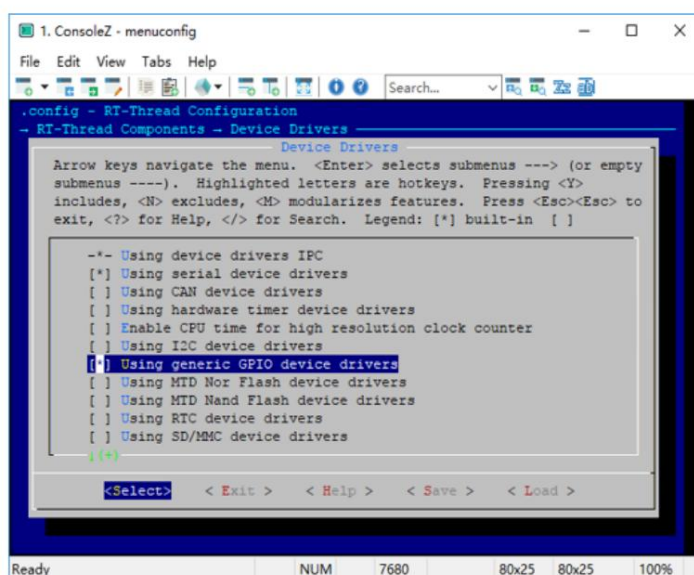 1. ConsoleZ - menuconfig
File Edit View Tabs Help
Search...
.config - RT-Thread Configuration
→ RT-Thread Components → Device Drivers
Device Drivers
Arrow keys navigate the menu. <Enter> selects submenus ---> (or empty
submenus ----). Highlighted letters are hotkeys. Pressing <Y>
includes, <N> excludes, <M> modularizes features. Press <Esc><Esc> to
exit, <?> for Help, </> for Search. Legend: [*] built-in [ ]
-*- Using device drivers IPC
[*] Using serial device drivers
[ ] Using CAN device drivers
[ ] Using hardware timer device drivers
[ ] Enable CPU time for high resolution clock counter
[ ] Using I2C device drivers
[*] Using generic GPIO device drivers
[ ] Using MTD Nor Flash device drivers
[ ] Using MTD Nand Flash device drivers
[ ] Using RTC device drivers
[ ] Using SD/MMC device drivers
↓(+)
<Select> < Exit > < Help > < Save > < Load >
Ready NUM 7680 80x25 80x25 100%